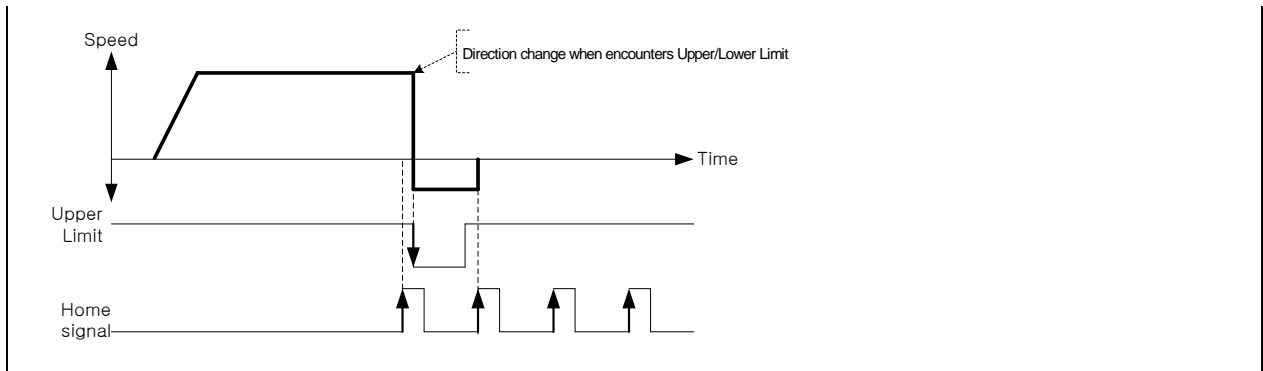 Speed
Direction change when encounters Upper/Lower Limit
Time
Upper
Limit
Home
signal